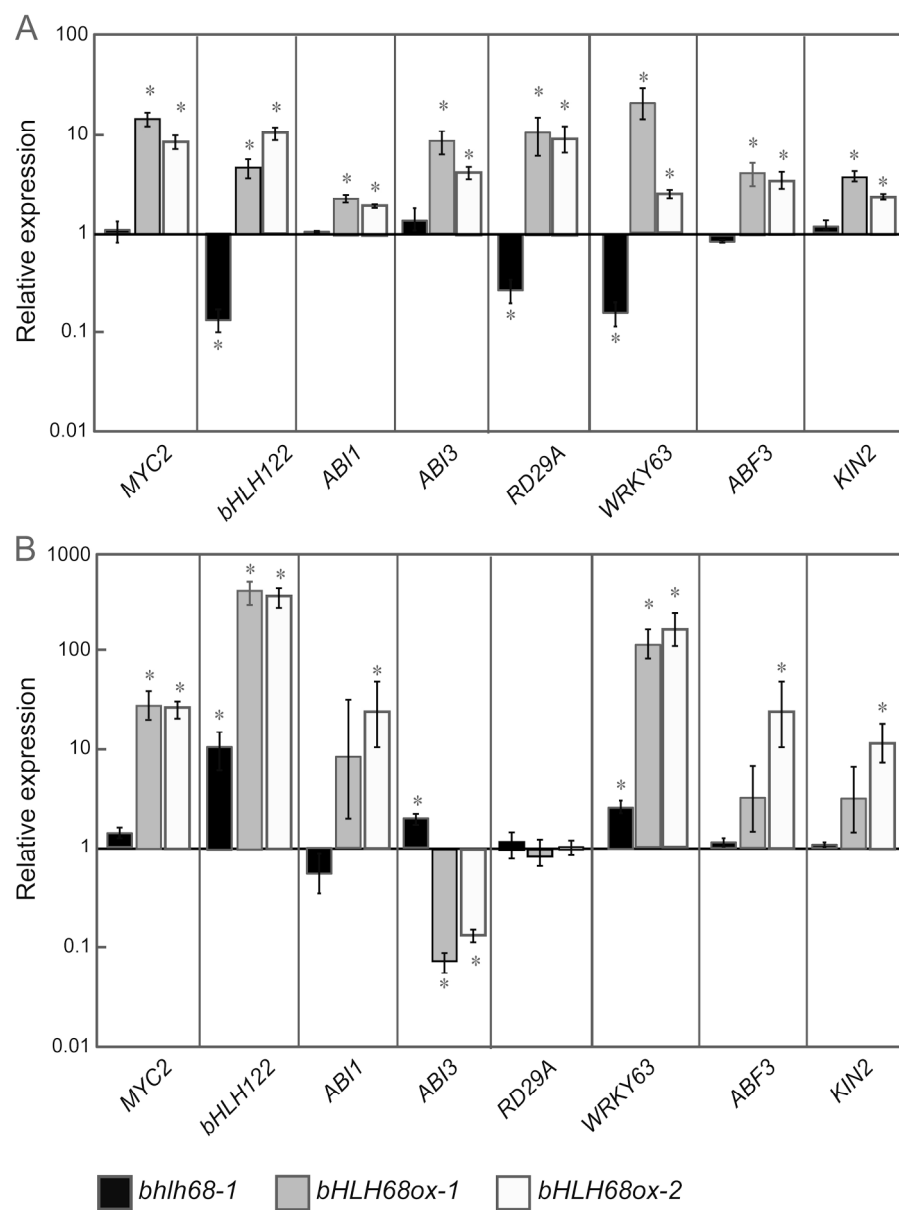 A
100
10
1
0.1
0.01
Relative expression
* * * * * * * * * * * * * * * * * * *
MYC2 bHLH122 ABI1 ABI3 RD29A WRKY63 ABF3 KIN2
B
1000
100
10
1
0.1
0.01
Relative expression
* * * * * * * * * * * * * * *
MYC2 bHLH122 ABI1 ABI3 RD29A WRKY63 ABF3 KIN2
bhlh68-1 bHLH68ox-1 bHLH68ox-2